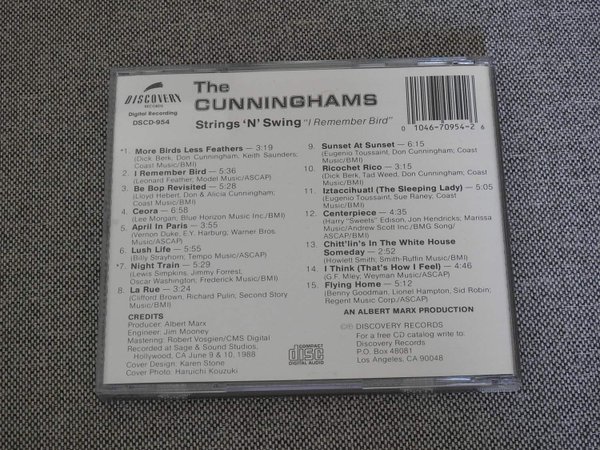 DISCOVERY
RECORDS
Digital Recording
DSCD-954
The
CUNNINGHAMS
Strings 'N' Swing "I Remember Bird"
0 1046-70954-2 6
*1. More Birds Less Feathers — 3:19
(Dick Berk, Don Cunningham, Keith Saunders;
Coast Music/BMI)
2. I Remember Bird — 5:36
(Leonard Feather, Model Music/ASCAP)
3. Be Bop Revisited — 5:28
(Lloyd Hebert, Don & Alicia Cunningham;
Coast Music/BMI)
4. Ceora — 6:58
(Lee Morgan; Blue Horizon Music Inc/BMI)
5. April In Paris — 3:55
(Vernon Duke, E.Y. Harburg, Warner Bros.
Music/ASCAP)
6. Lush Life — 5:55
(Billy Strayhorn; Tempo Music/ASCAP)
*7. Night Train — 5:29
(Lewis Simpkins, Jimmy Forrest,
Oscar Washington; Frederick Music/BMI)
8. La Rue — 3:24
(Clifford Brown, Richard Pulin, Second Story
Music/BMI)
9. Sunset At Sunset — 6:15
(Eugenio Toussaint, Don Cunningham; Coast
Music/BMI)
10. Ricochet Rico — 3:15
(Dick Berk, Tad Weed, Don Cunningham; Coast
Music/BMI)
11. Iztaccihuatl (The Sleeping Lady) — 5:05
(Eugenio Toussaint, Sue Raney, Coast
Music/BMI)
12. Centerpiece — 4:35
(Harry "Sweets" Edison, Jon Hendricks; Marissa
Music/Andrew Scott Inc/BMG Song/
ASCAP/BMI)
13. Chitt'lin's In The White House
Someday — 2:52
(Howlett Smith, Smith-Ruffin Music/BMI)
14. I Think (That's How I Feel) — 4:46
(G.F. Mley; Weyman Music/ASCAP)
15. Flying Home — 5:12
(Benny Goodman, Lionel Hampton, Sid Robin;
Regent Music Corp./ASCAP)
CREDITS
Producer: Albert Marx
Engineer: Jim Mooney
Mastering: Robert Vosgien/CMS Digital
Recorded at Sage & Sound Studios,
Hollywood, CA June 9 & 10, 1988
Cover Design: Karen Stone
Cover Photo: Haruichi Kouzuki
COMPACT
disc
DIGITAL AUDIO
AN ALBERT MARX PRODUCTION
©℗ DISCOVERY RECORDS
For a free CD catalog write to:
Discovery Records
P.O. Box 48081
Los Angeles, CA 90048